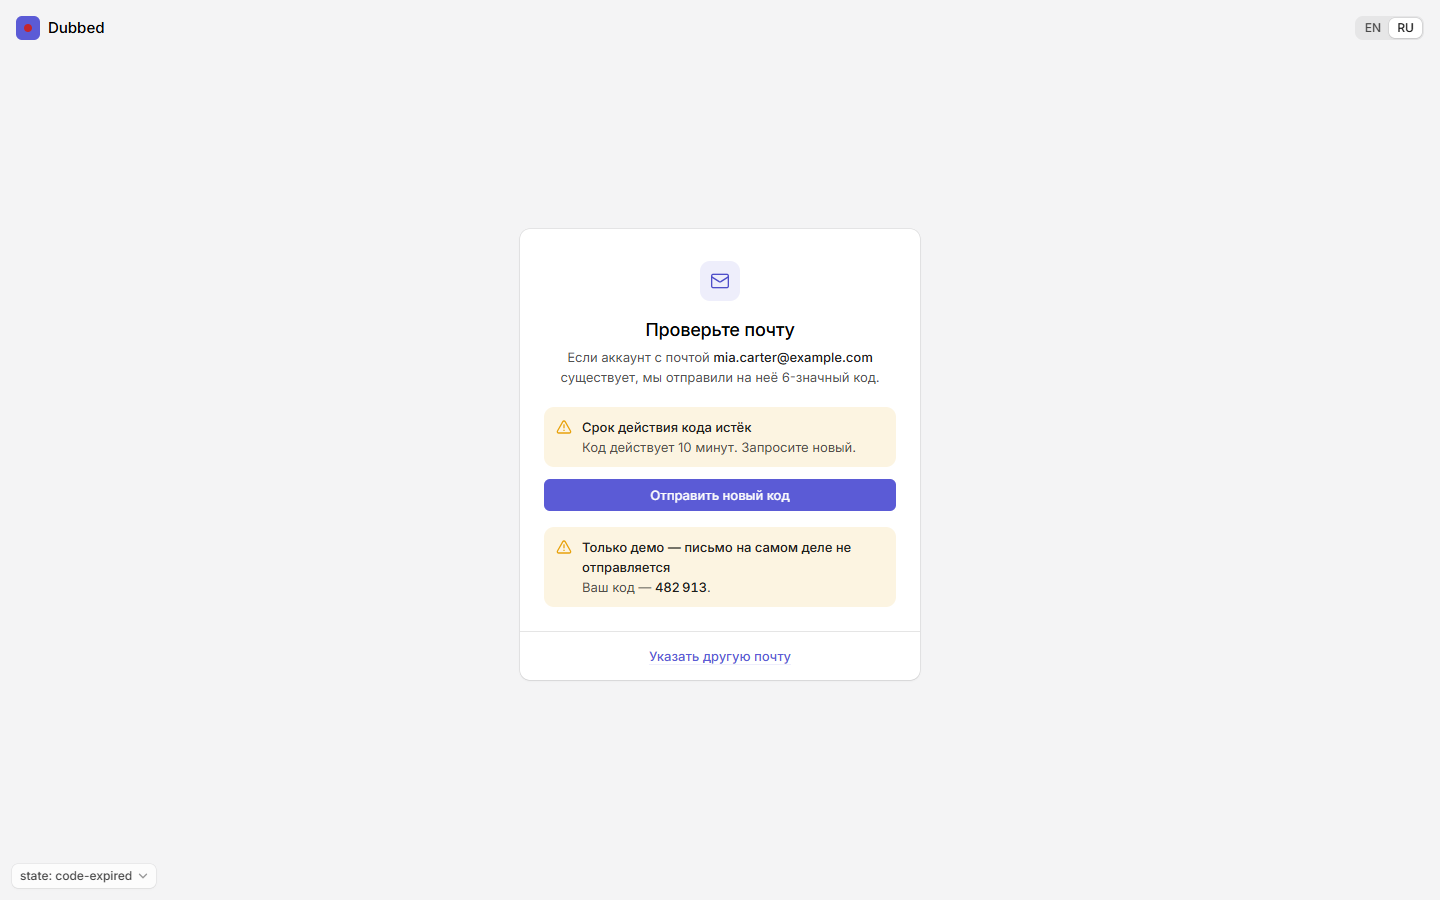 Dubbed
EN RU
Проверьте почту
Если аккаунт с почтой mia.carter@example.com
существует, мы отправили на неё 6-значный код.
Срок действия кода истёк
Код действует 10 минут. Запросите новый.
Отправить новый код
Только демо — письмо на самом деле не
отправляется
Ваш код — 482 913.
Указать другую почту
state: code-expired